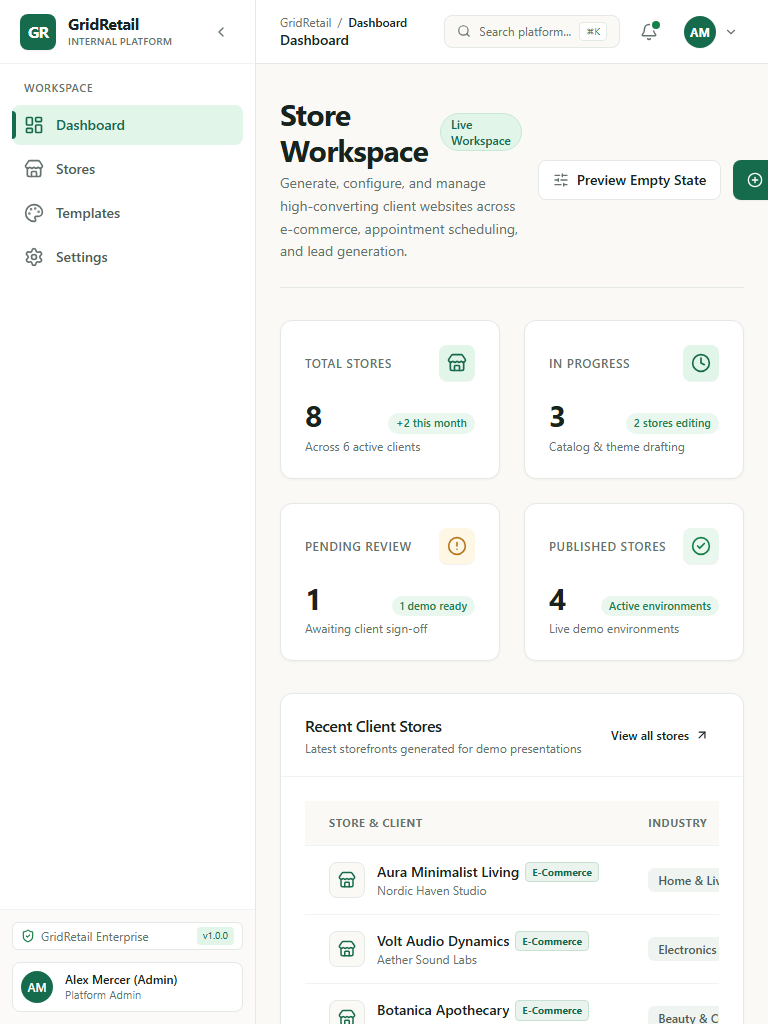 GR
GridRetail
INTERNAL PLATFORM
WORKSPACE
Dashboard
Stores
Templates
Settings
GridRetail Enterprise
v1.0.0
AM
Alex Mercer (Admin)
Platform Admin
GridRetail / Dashboard
Dashboard
Search platform...
⌘K
AM
Store
Workspace
Live
Workspace
Generate, configure, and manage
high-converting client websites across
e-commerce, appointment scheduling,
and lead generation.
Preview Empty State
TOTAL STORES
8
+2 this month
Across 6 active clients
IN PROGRESS
3
2 stores editing
Catalog & theme drafting
PENDING REVIEW
1
1 demo ready
Awaiting client sign-off
PUBLISHED STORES
4
Active environments
Live demo environments
Recent Client Stores
Latest storefronts generated for demo presentations
View all stores
STORE & CLIENT
INDUSTRY
Aura Minimalist Living
E-Commerce
Nordic Haven Studio
Home & Liv
Volt Audio Dynamics
E-Commerce
Aether Sound Labs
Electronics
Botanica Apothecary
E-Commerce
Beauty & C